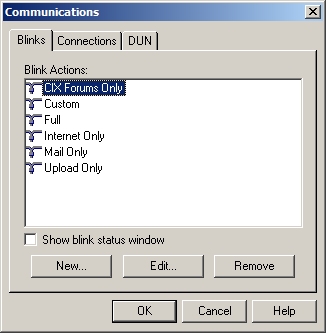 Communications
Blinks Connections DUN
Blink Actions:
CIX Forums Only
Custom
Full
Internet Only
Mail Only
Upload Only
Show blink status window
New... Edit... Remove
OK Cancel Help